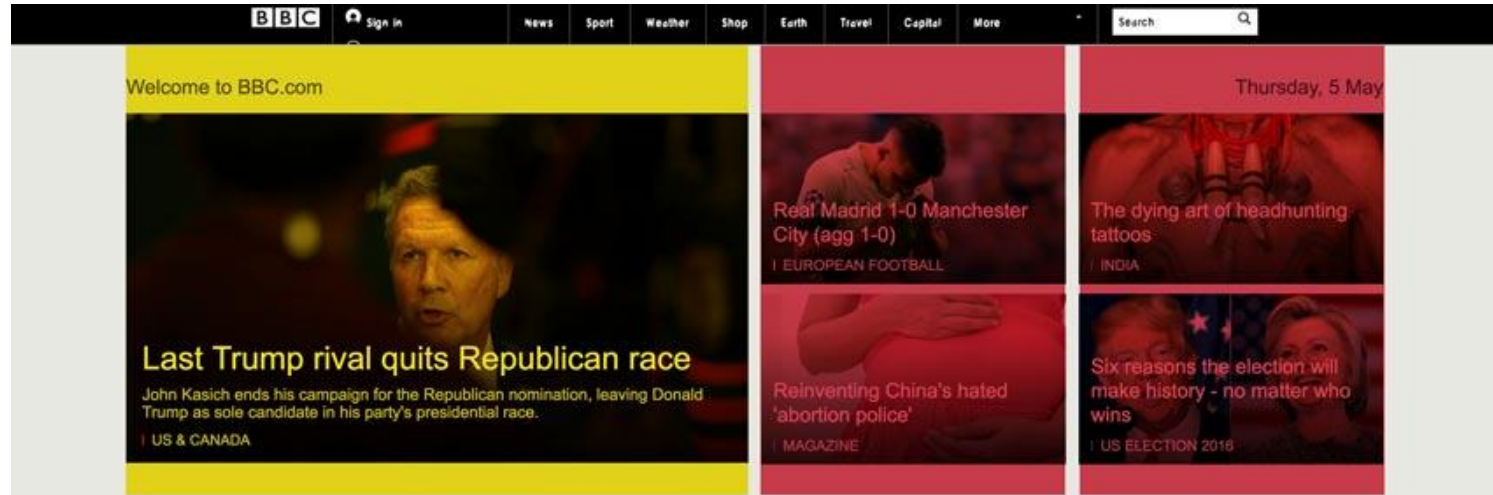 BBC Sign in News Sport Weather Shop Earth Travel Capital More Search
Welcome to BBC.com
Thursday, 5 May
Last Trump rival quits Republican race
John Kasich ends his campaign for the Republican nomination, leaving Donald
Trump as sole candidate in his party's presidential race.
US & CANADA
Real Madrid 1-0 Manchester
City (agg 1-0)
EUROPEAN FOOTBALL
The dying art of headhunting
tattoos
INDIA
Reinventing China's hated
'abortion police'
MAGAZINE
Six reasons the election will
make history - no matter who
wins
US ELECTION 2016